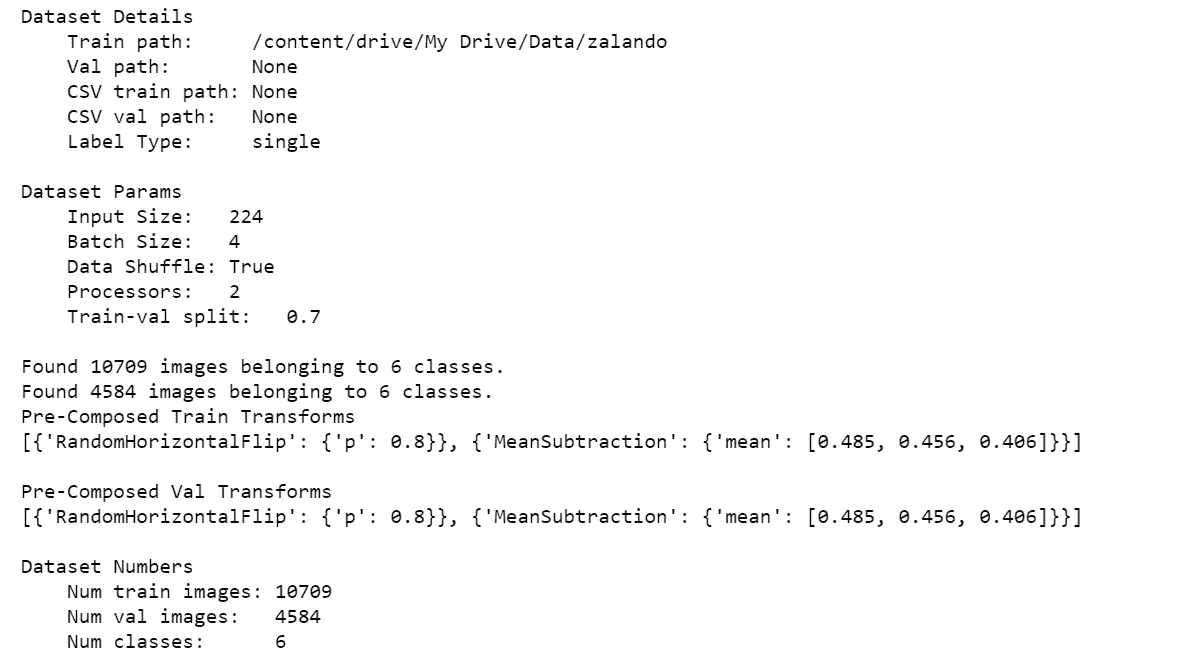 Dataset Details
    Train path:     /content/drive/My Drive/Data/zalando
    Val path:       None
    CSV train path: None
    CSV val path:   None
    Label Type:     single

Dataset Params
    Input Size:   224
    Batch Size:   4
    Data Shuffle: True
    Processors:   2
    Train-val split:   0.7

Found 10709 images belonging to 6 classes.
Found 4584 images belonging to 6 classes.
Pre-Composed Train Transforms
[{'RandomHorizontalFlip': {'p': 0.8}}, {'MeanSubtraction': {'mean': [0.485, 0.456, 0.406]}}]

Pre-Composed Val Transforms
[{'RandomHorizontalFlip': {'p': 0.8}}, {'MeanSubtraction': {'mean': [0.485, 0.456, 0.406]}}]

Dataset Numbers
    Num train images: 10709
    Num val images:   4584
    Num classes:      6